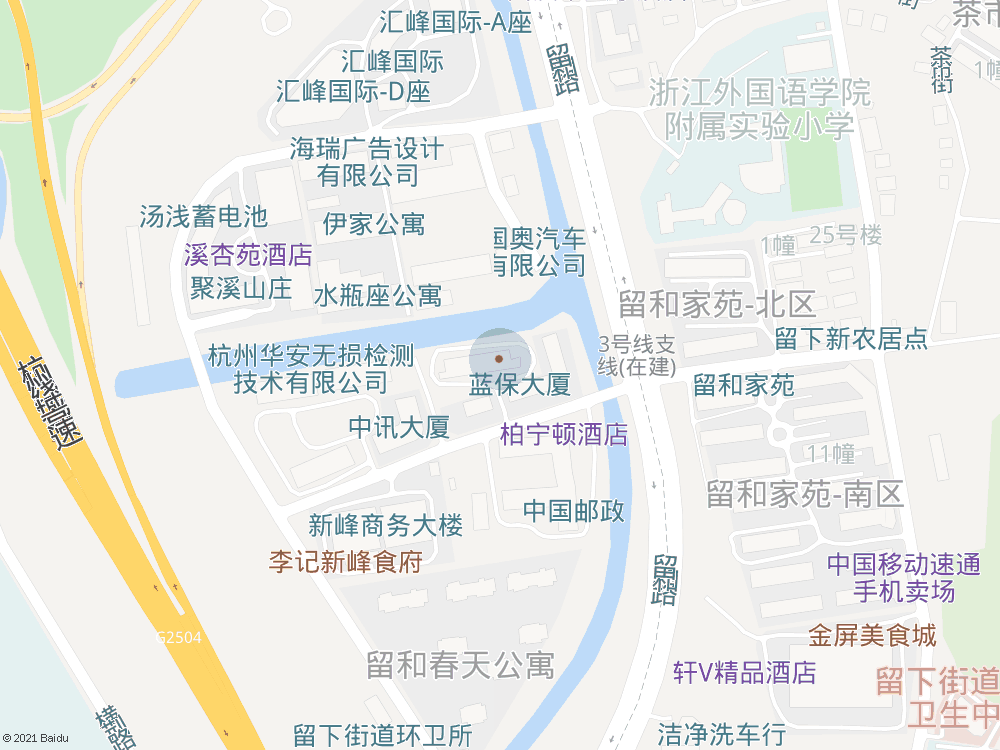 汇峰国际-A座
汇峰国际
汇峰国际-D座
茶市
茶市街
1幢
浙江外国语学院
附属实验小学
海瑞广告设计
有限公司
汤浅蓄电池
伊家公寓
国奥汽车
有限公司
1幢
25号楼
溪杏苑酒店
聚溪山庄
水瓶座公寓
留和家苑-北区
3号线支
线(在建)
留下新农居点
杭州华安无损检测
技术有限公司
蓝保大厦
留和家苑
杭绕高速
中讯大厦
柏宁顿酒店
11幢
留和家苑-南区
新峰商务大楼
中国邮政
李记新峰食府
留和路
中国移动速通
手机卖场
G2504
金屏美食城
留和春天公寓
轩V精品酒店
留下街道
卫生中
留下街道环卫所
洁净洗车行
© 2021 Baidu